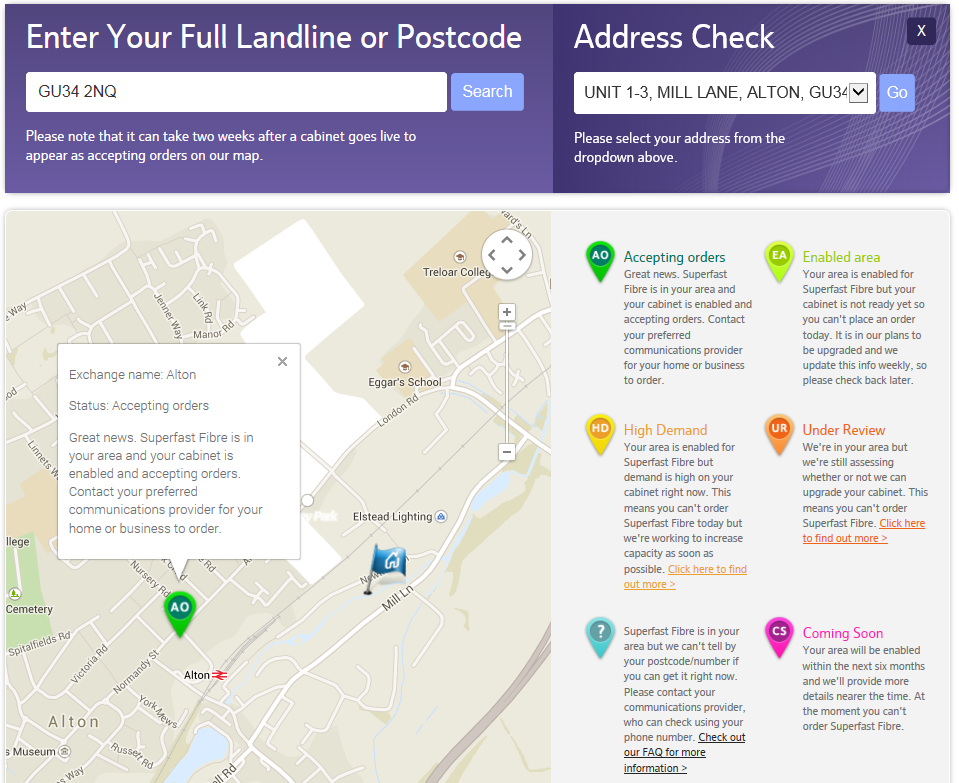 Enter Your Full Landline or Postcode
GU34 2NQ
Search
Please note that it can take two weeks after a cabinet goes live to
appear as accepting orders on our map.
Address Check
X
UNIT 1-3, MILL LANE, ALTON, GU34
Go
Please select your address from the
dropdown above.
Treloar College
Link Rd
Jenner Way
Way
Manor Rd
Eggar's School
London Rd
Exchange name: Alton
Status: Accepting orders
Great news. Superfast Fibre is in
your area and your cabinet is
enabled and accepting orders.
Contact your preferred
communications provider for your
home or business to order.
Elstead Lighting
llege
Nursery Rd
Mill Ln
AO
Cemetery
Spitalfields Rd
Victoria Rd
Normandy St
Alton
York Mews
Alton
s Museum
Russet Rd
ll Rd
AO
Accepting orders
Great news. Superfast
Fibre is in your area and
your cabinet is enabled and
accepting orders. Contact
your preferred
communications provider
for your home or business
to order.
EA
Enabled area
Your area is enabled for
Superfast Fibre but your
cabinet is not ready yet so
you can't place an order
today. It is in our plans to
be upgraded and we
update this info weekly, so
please check back later.
HD
High Demand
Your area is enabled for
Superfast Fibre but
demand is high on your
cabinet right now. This
means you can't order
Superfast Fibre today but
we're working to increase
capacity as soon as
possible. Click here to find
out more >
UR
Under Review
We're in your area but
we're still assessing
whether or not we can
upgrade your cabinet. This
means you can't order
Superfast Fibre. Click here
to find out more >
?
Superfast Fibre is in your
area but we can't tell by
your postcode/number if
you can get it right now.
Please contact your
communications provider,
who can check using your
phone number. Check out
our FAQ for more
information >
CS
Coming Soon
Your area will be enabled
within the next six months
and we'll provide more
details nearer the time. At
the moment you can't
order Superfast Fibre.